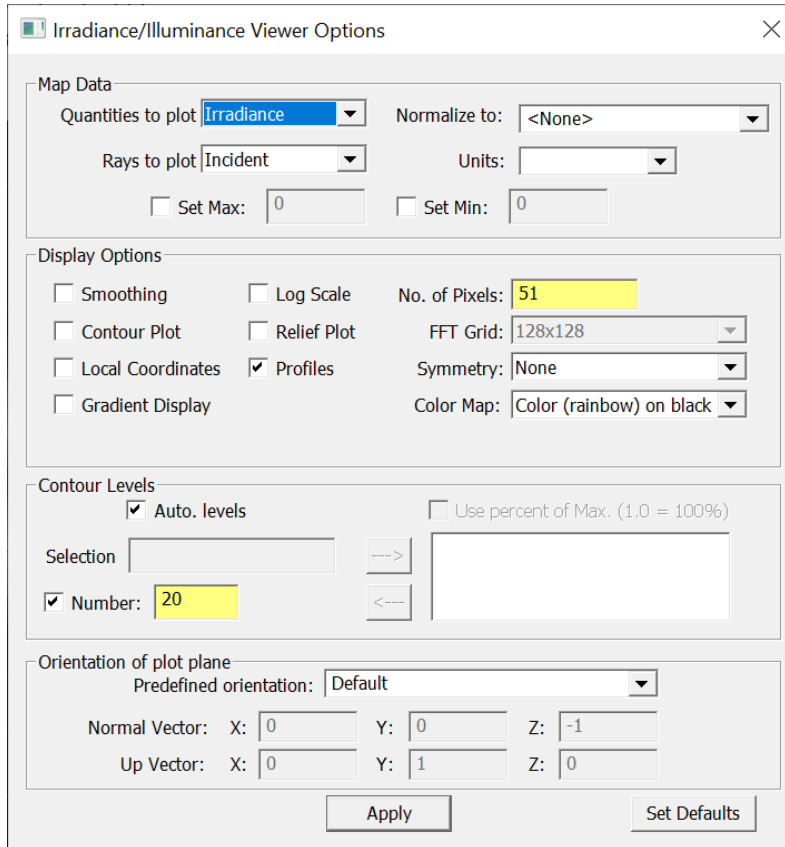 Irradiance/Illuminance Viewer Options
Map Data
Quantities to plot Irradiance Normalize to: <None>
Rays to plot Incident Units:
Set Max: 0 Set Min: 0
Display Options
Smoothing Log Scale No. of Pixels: 51
Contour Plot Relief Plot FFT Grid: 128x128
Local Coordinates Profiles Symmetry: None
Gradient Display Color Map: Color (rainbow) on black
Contour Levels
Auto. levels Use percent of Max. (1.0 = 100%)
Selection --->
Number: 20 <---
Orientation of plot plane
Predefined orientation: Default
Normal Vector: X: 0 Y: 0 Z: -1
Up Vector: X: 0 Y: 1 Z: 0
Apply Set Defaults